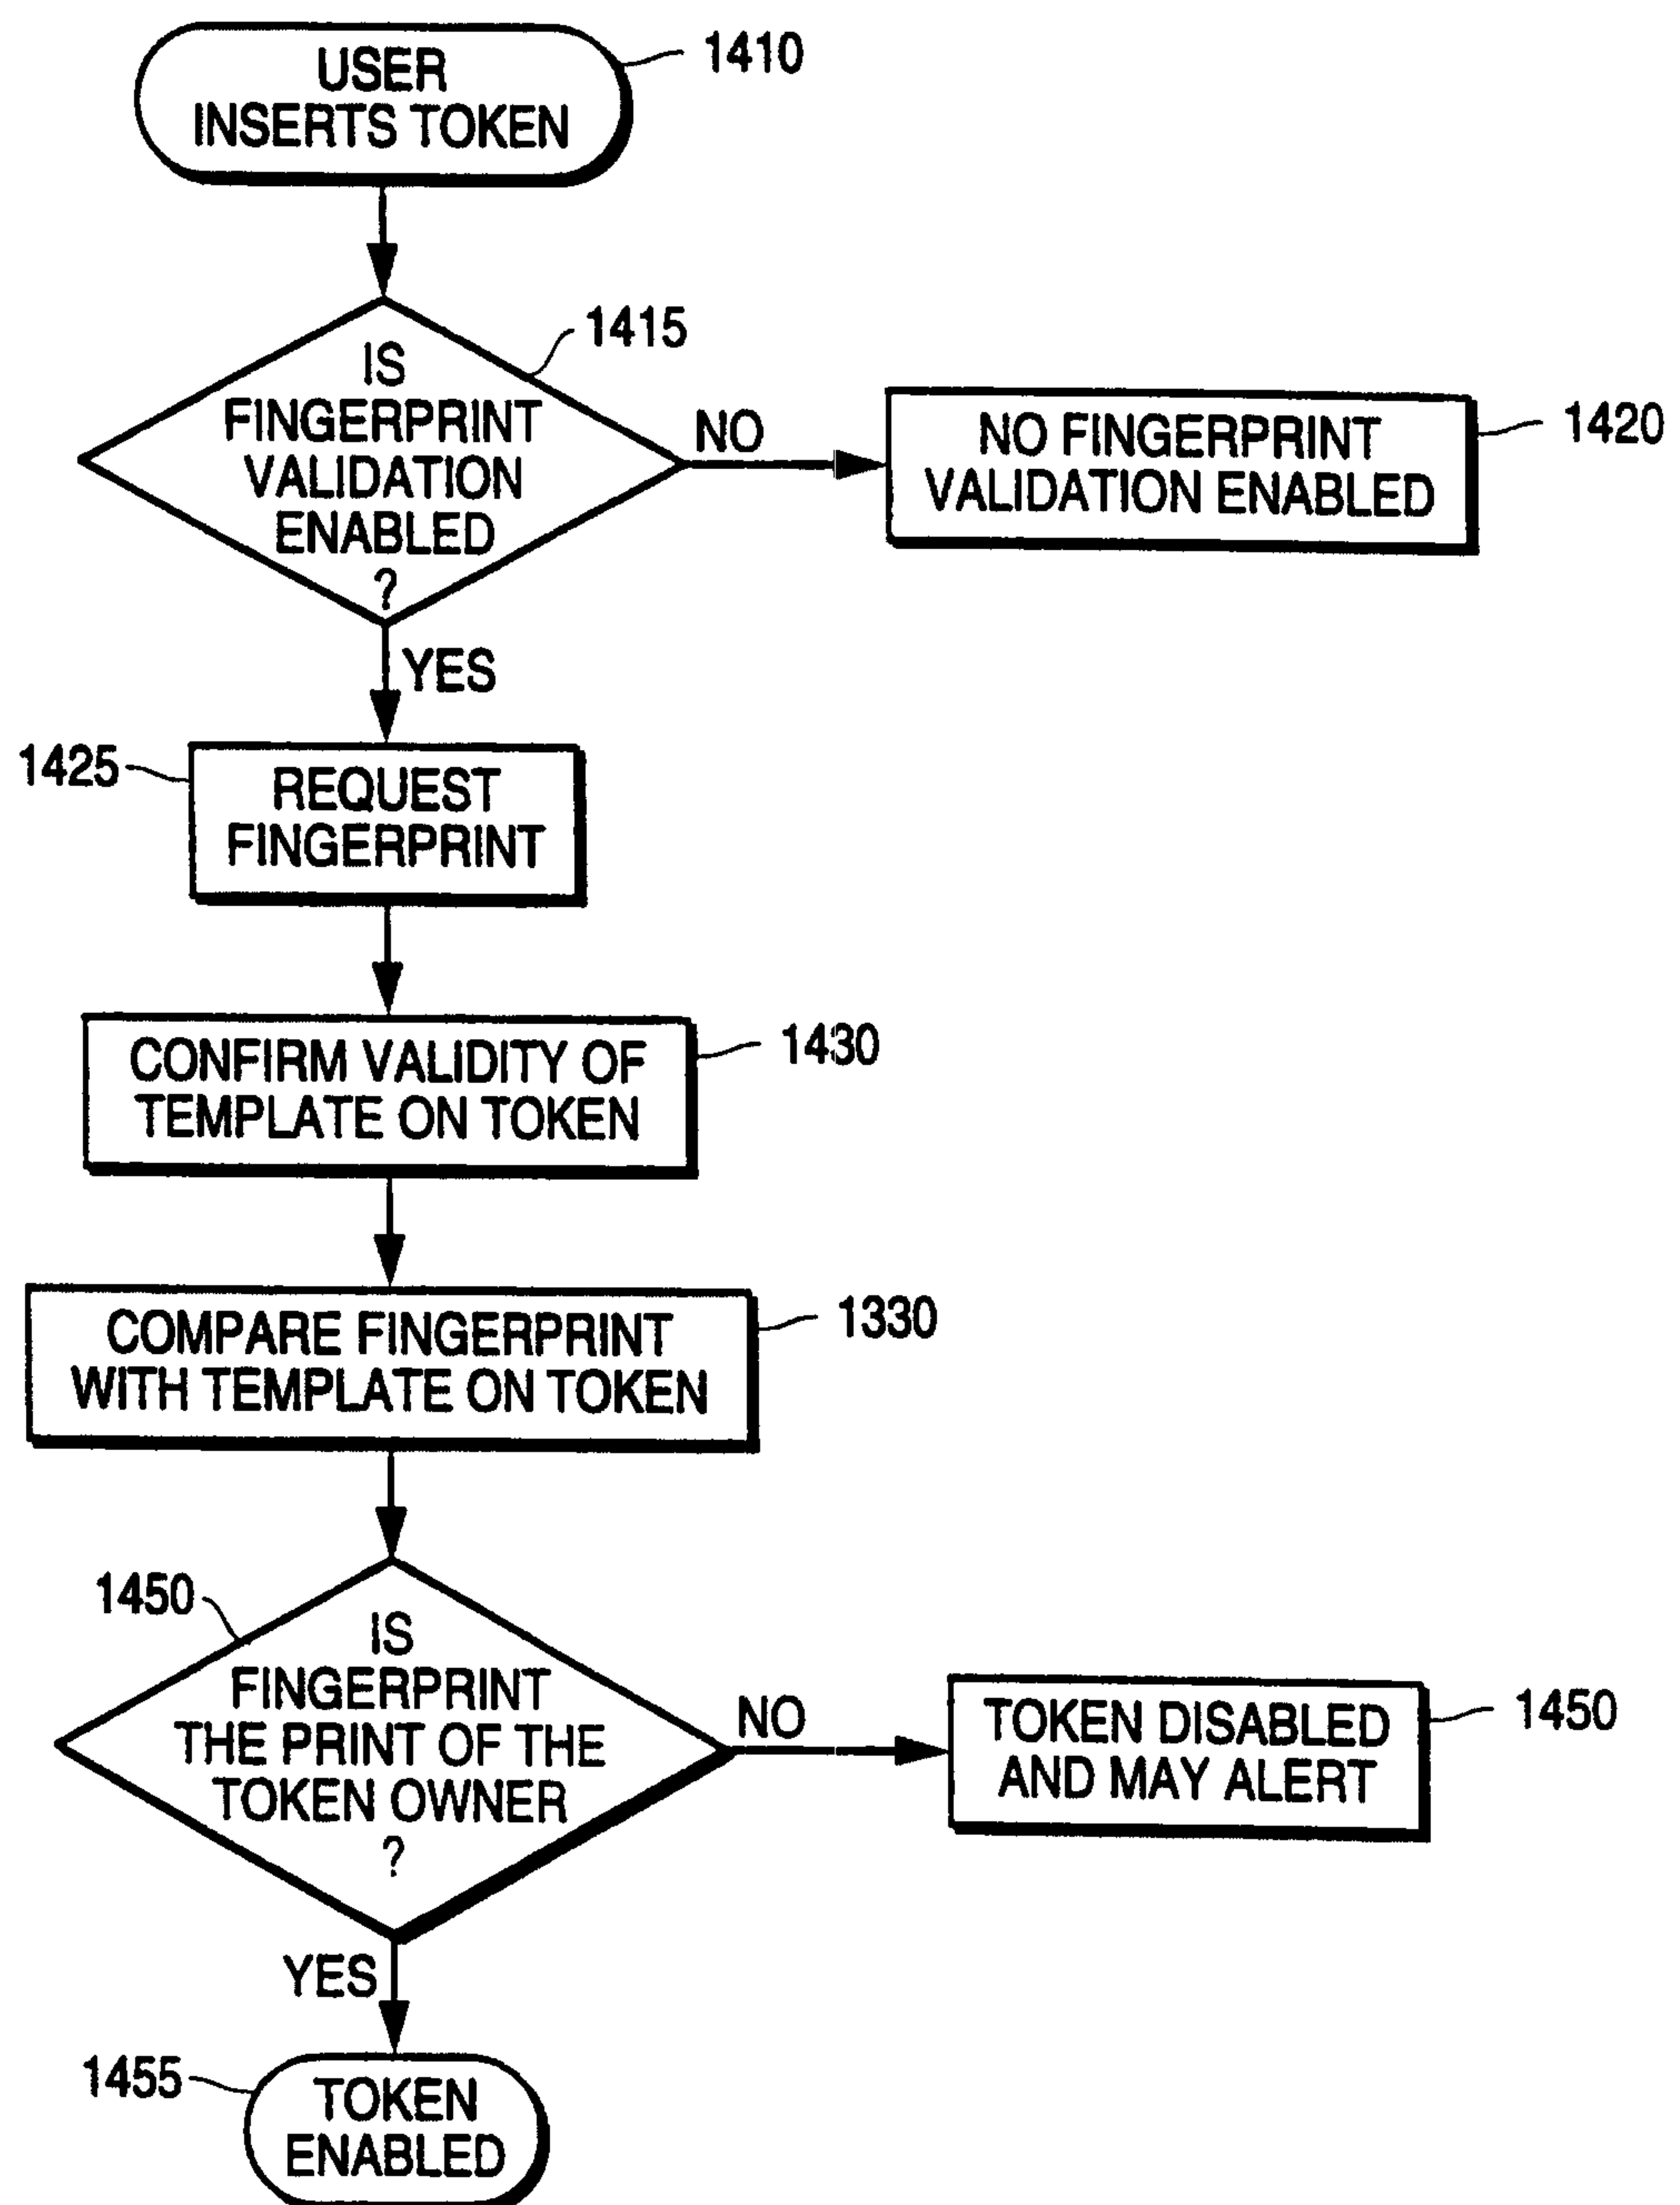 USER
INSERTS TOKEN
1410
IS
FINGERPRINT
VALIDATION
ENABLED
?
1415
NO
NO FINGERPRINT
VALIDATION ENABLED
1420
YES
1425
REQUEST
FINGERPRINT
CONFIRM VALIDITY OF
TEMPLATE ON TOKEN
1430
COMPARE FINGERPRINT
WITH TEMPLATE ON TOKEN
1330
1450
IS
FINGERPRINT
THE PRINT OF THE
TOKEN OWNER
?
NO
TOKEN DISABLED
AND MAY ALERT
1450
YES
1455
TOKEN
ENABLED